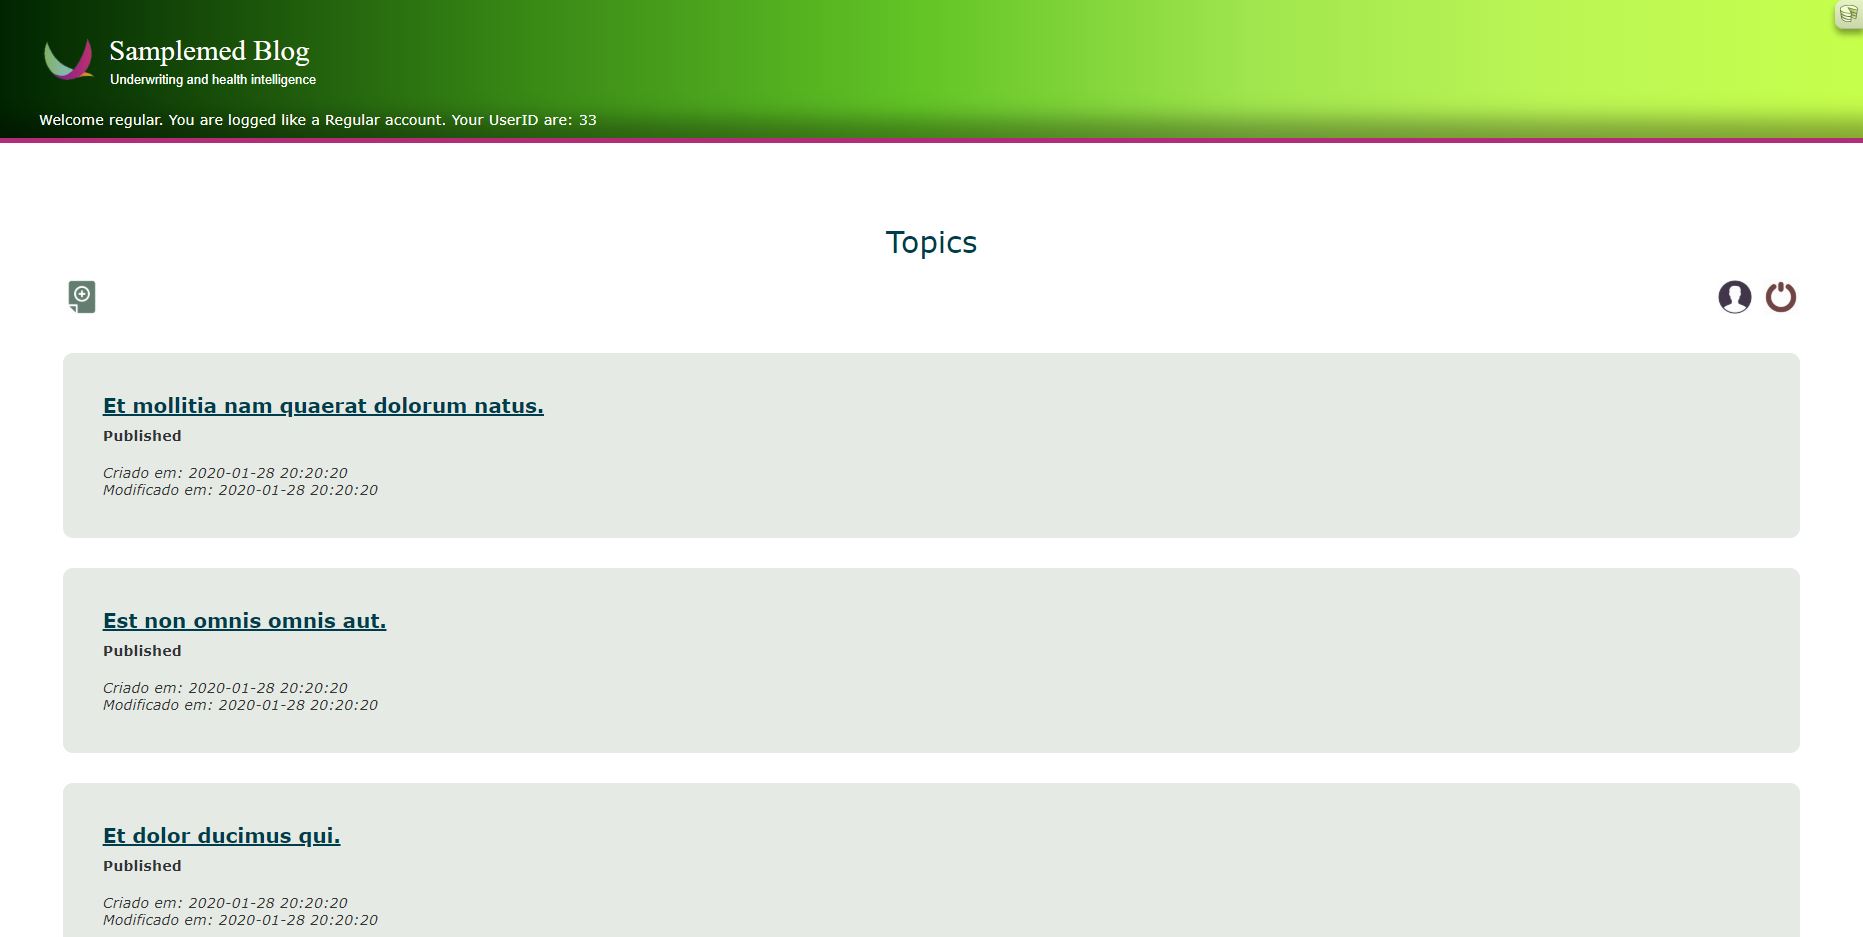 Samplemed Blog
Underwriting and health intelligence
Welcome regular. You are logged like a Regular account. Your UserID are: 33
Topics
Et mollitia nam quaerat dolorum natus.
Published
Criado em: 2020-01-28 20:20:20
Modificado em: 2020-01-28 20:20:20
Est non omnis omnis aut.
Published
Criado em: 2020-01-28 20:20:20
Modificado em: 2020-01-28 20:20:20
Et dolor ducimus qui.
Published
Criado em: 2020-01-28 20:20:20
Modificado em: 2020-01-28 20:20:20